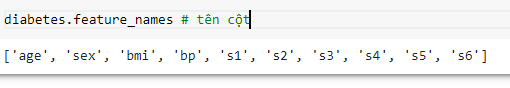 diabetes.feature_names # tên cột
['age', 'sex', 'bmi', 'bp', 's1', 's2', 's3', 's4', 's5', 's6']